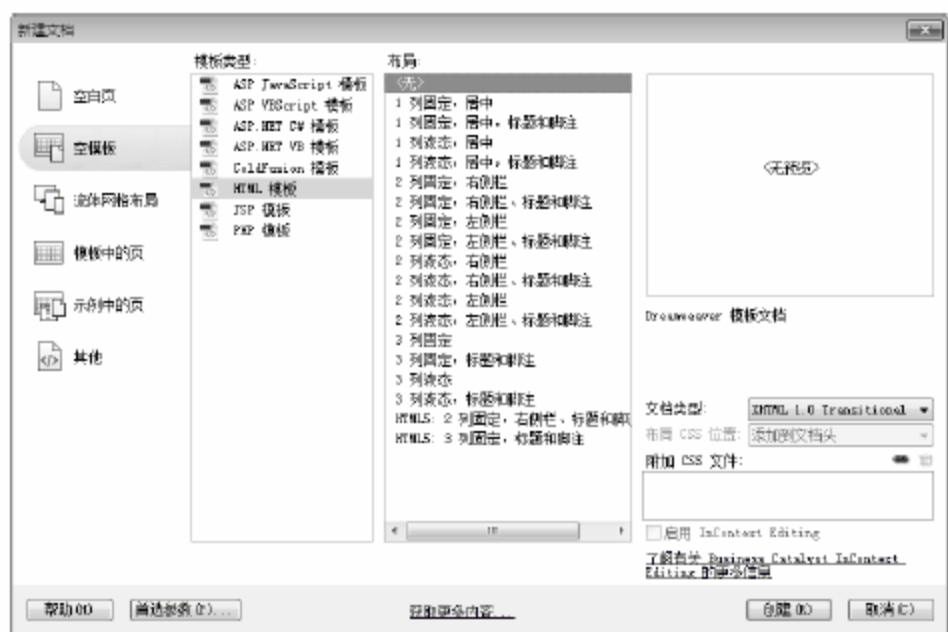 新建文档
空白页
空模板
流体网格布局
模板中的页
示例中的页
其他
模板类型:
ASP JavaScript 模板
ASP VBScript 模板
ASP.NET C# 模板
ASP.NET VB 模板
ColdFusion 模板
HTML 模板
JSP 模板
PHP 模板
布局:
<无>
1 列固定，居中
1 列固定，居中，标题和脚注
1 列液态，居中
1 列液态，居中，标题和脚注
2 列固定，右侧栏
2 列固定，右侧栏、标题和脚注
2 列固定，左侧栏
2 列固定，左侧栏、标题和脚注
2 列液态，右侧栏
2 列液态，右侧栏、标题和脚注
2 列液态，左侧栏
2 列液态，左侧栏、标题和脚注
3 列固定
3 列固定，标题和脚注
3 列液态
3 列液态，标题和脚注
HTML5: 2 列固定，右侧栏、标题和脚
HTML5: 3 列固定，标题和脚注
<无预览>
Dreamweaver 模板文档
文档类型: XHTML 1.0 Transitional
布局 CSS 位置: 添加到文档头
附加 CSS 文件:
启用 InContext Editing
了解有关 Business Catalyst InContext
Editing 的更多信息
帮助(H) 首选参数(P)... 获取更多内容... 创建(R) 取消(C)